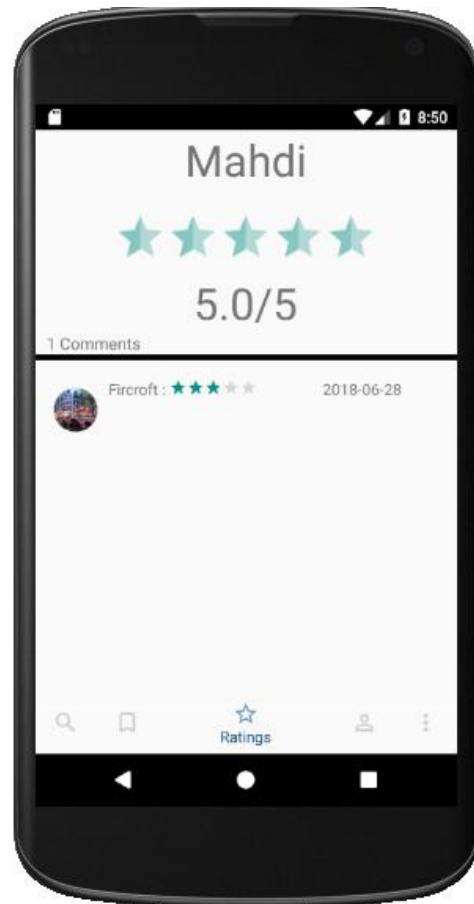 8:50
Mahdi
5.0/5
1 Comments
Fircroft : 2018-06-28
Ratings